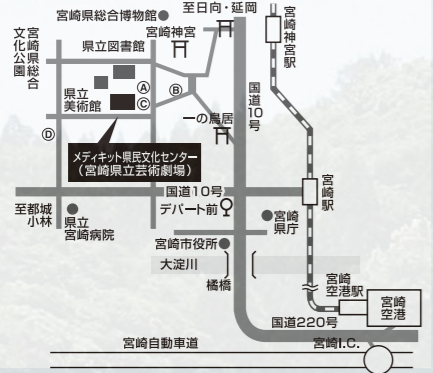 宮崎県総合博物館
至日向・延岡
宮崎県総合
文化公園
県立図書館
宮崎神宮
宮崎神宮駅
Ⓐ
Ⓑ
県立
美術館
Ⓒ
国道10号
一の鳥居
Ⓓ
メディキット県民文化センター
(宮崎県立芸術劇場)
国道10号
宮崎駅
至都城
小林
県立
宮崎病院
デパート前
宮崎県庁
宮崎市役所
大淀川
橘橋
宮崎
空港駅
宮崎
空港
国道220号
宮崎自動車道
宮崎I.C.